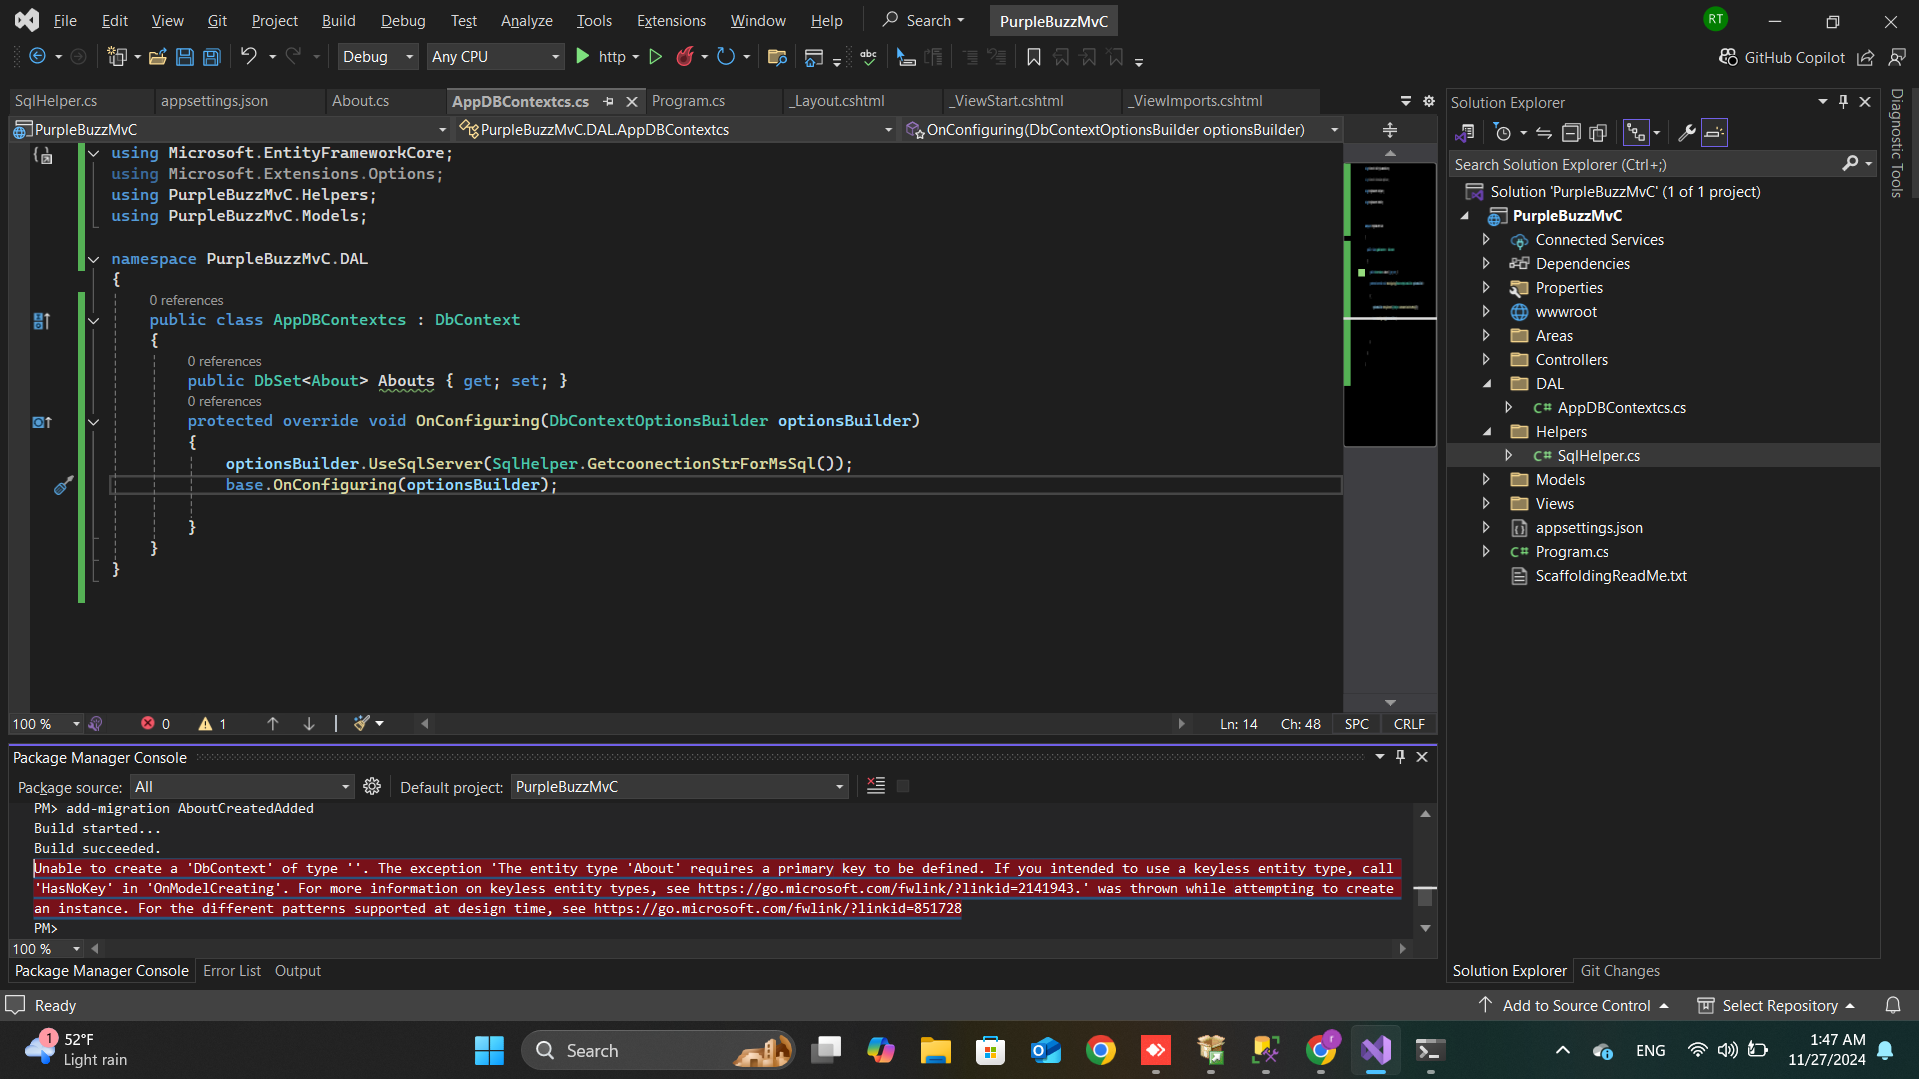 File Edit View Git Project Build Debug Test Analyze Tools Extensions Window Help Search PurpleBuzzMvC RT
Debug Any CPU http abc GitHub Copilot
SqlHelper.cs appsettings.json About.cs AppDBContextcs.cs Program.cs _Layout.cshtml _ViewStart.cshtml _ViewImports.cshtml
PurpleBuzzMvC PurpleBuzzMvC.DAL.AppDBContextcs OnConfiguring(DbContextOptionsBuilder optionsBuilder)
using Microsoft.EntityFrameworkCore;
using Microsoft.Extensions.Options;
using PurpleBuzzMvC.Helpers;
using PurpleBuzzMvC.Models;
namespace PurpleBuzzMvC.DAL
{
0 references
public class AppDBContextcs : DbContext
{
0 references
public DbSet<About> Abouts { get; set; }
0 references
protected override void OnConfiguring(DbContextOptionsBuilder optionsBuilder)
{
optionsBuilder.UseSqlServer(SqlHelper.GetcoonectionStrForMsSql());
base.OnConfiguring(optionsBuilder);
}
}
}
100 % 0 1 Ln: 14 Ch: 48 SPC CRLF
Package Manager Console
Package source: All Default project: PurpleBuzzMvC
PM> add-migration AboutCreatedAdded
Build started...
Build succeeded.
Unable to create a 'DbContext' of type ''. The exception 'The entity type 'About' requires a primary key to be defined. If you intended to use a keyless entity type, call
'HasNoKey' in 'OnModelCreating'. For more information on keyless entity types, see https://go.microsoft.com/fwlink/?linkid=2141943.' was thrown while attempting to create
an instance. For the different patterns supported at design time, see https://go.microsoft.com/fwlink/?linkid=851728
PM>
100 %
Package Manager Console Error List Output
Solution Explorer
Search Solution Explorer (Ctrl+;)
Solution 'PurpleBuzzMvC' (1 of 1 project)
PurpleBuzzMvC
Connected Services
Dependencies
Properties
wwwroot
Areas
Controllers
DAL
C# AppDBContextcs.cs
Helpers
C# SqlHelper.cs
Models
Views
appsettings.json
C# Program.cs
ScaffoldingReadMe.txt
Solution Explorer Git Changes
Diagnostic Tools
Ready Add to Source Control Select Repository
1 52°F
Light rain
Search
r
ENG
1:47 AM
11/27/2024